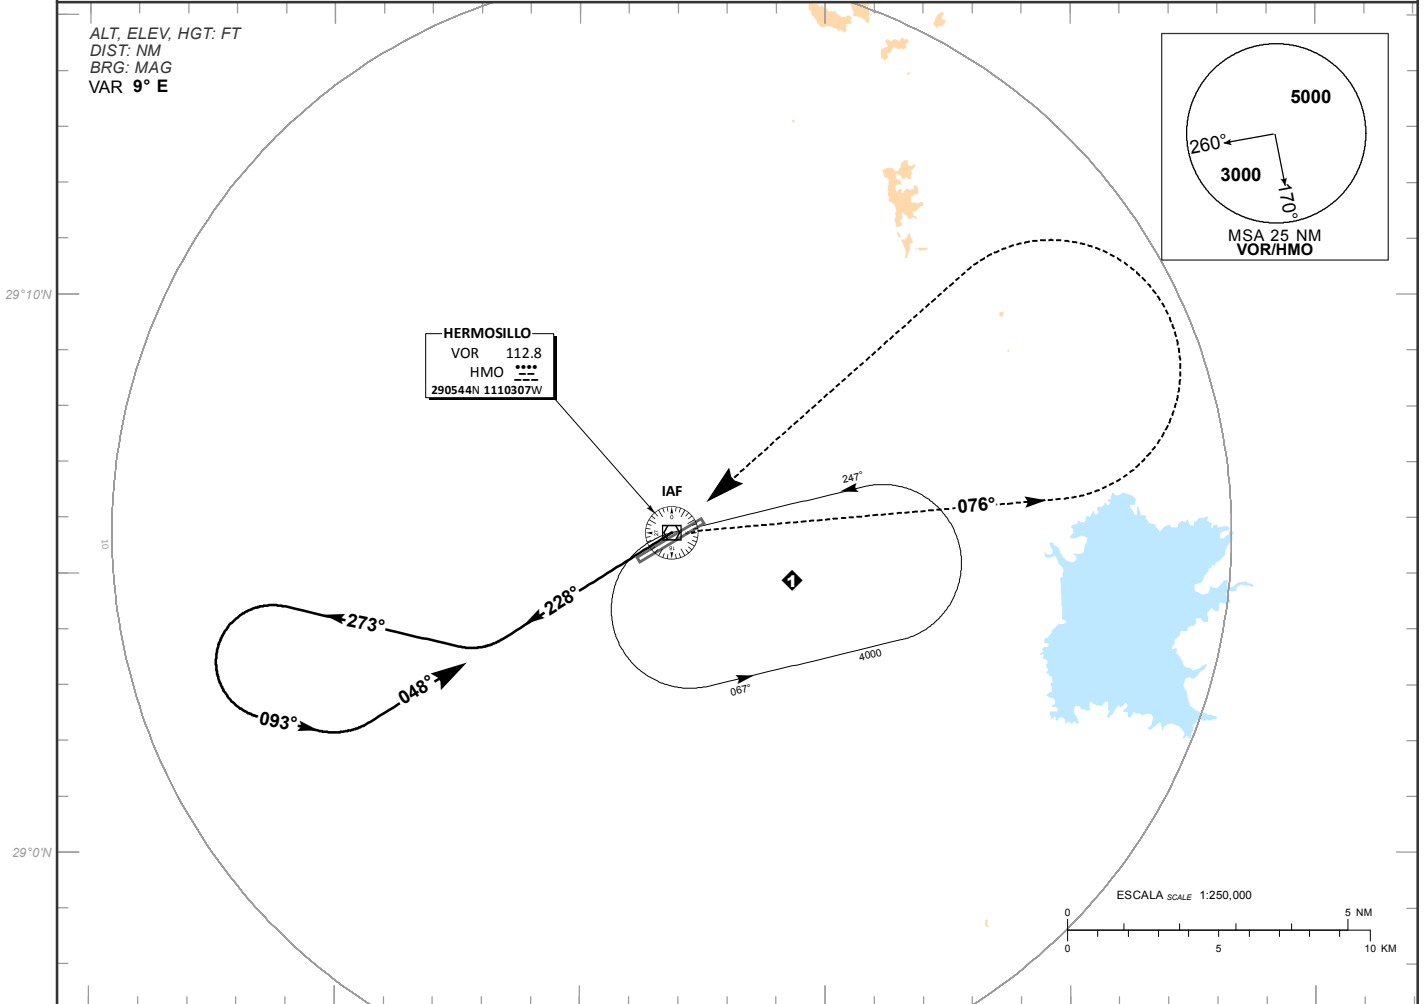 ALT, ELEV, HGT: FT
DIST: NM
BRG: MAG
VAR 9° E
5000
260°
3000
170°
MSA 25 NM
VOR/HMO
29°10'N
HERMOSILLO
VOR 112.8
HMO
290544N 1110307W
IAF
247°
076°
10
1
228°
273°
4000
048°
067°
093°
29°0'N
ESCALA SCALE 1:250,000
0 5 NM
0 5 10 KM